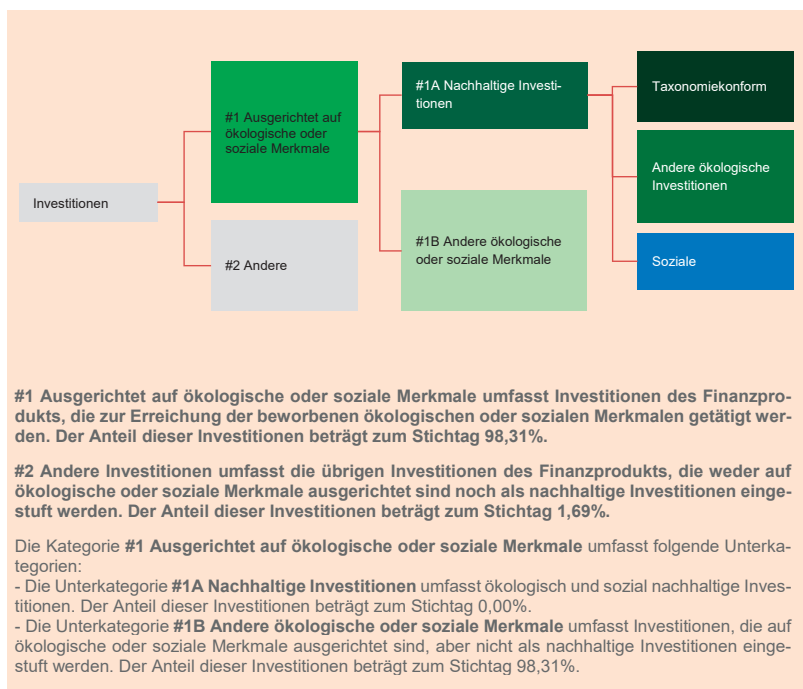 Investitionen
#1 Ausgerichtet auf
ökologische oder
soziale Merkmale
#2 Andere
#1A Nachhaltige Investi-
tionen
#1B Andere ökologische
oder soziale Merkmale
Taxonomiekonform
Andere ökologische
Investitionen
Soziale
#1 Ausgerichtet auf ökologische oder soziale Merkmale umfasst Investitionen des Finanzpro-
dukts, die zur Erreichung der beworbenen ökologischen oder sozialen Merkmalen getätigt wer-
den. Der Anteil dieser Investitionen beträgt zum Stichtag 98,31%.
#2 Andere Investitionen umfasst die übrigen Investitionen des Finanzprodukts, die weder auf
ökologische oder soziale Merkmale ausgerichtet sind noch als nachhaltige Investitionen einge-
stuft werden. Der Anteil dieser Investitionen beträgt zum Stichtag 1,69%.
Die Kategorie #1 Ausgerichtet auf ökologische oder soziale Merkmale umfasst folgende Unterka-
tegorien:
- Die Unterkategorie #1A Nachhaltige Investitionen umfasst ökologisch und sozial nachhaltige Inves-
titionen. Der Anteil dieser Investitionen beträgt zum Stichtag 0,00%.
- Die Unterkategorie #1B Andere ökologische oder soziale Merkmale umfasst Investitionen, die auf
ökologische oder soziale Merkmale ausgerichtet sind, aber nicht als nachhaltige Investitionen einge-
stuft werden. Der Anteil dieser Investitionen beträgt zum Stichtag 98,31%.